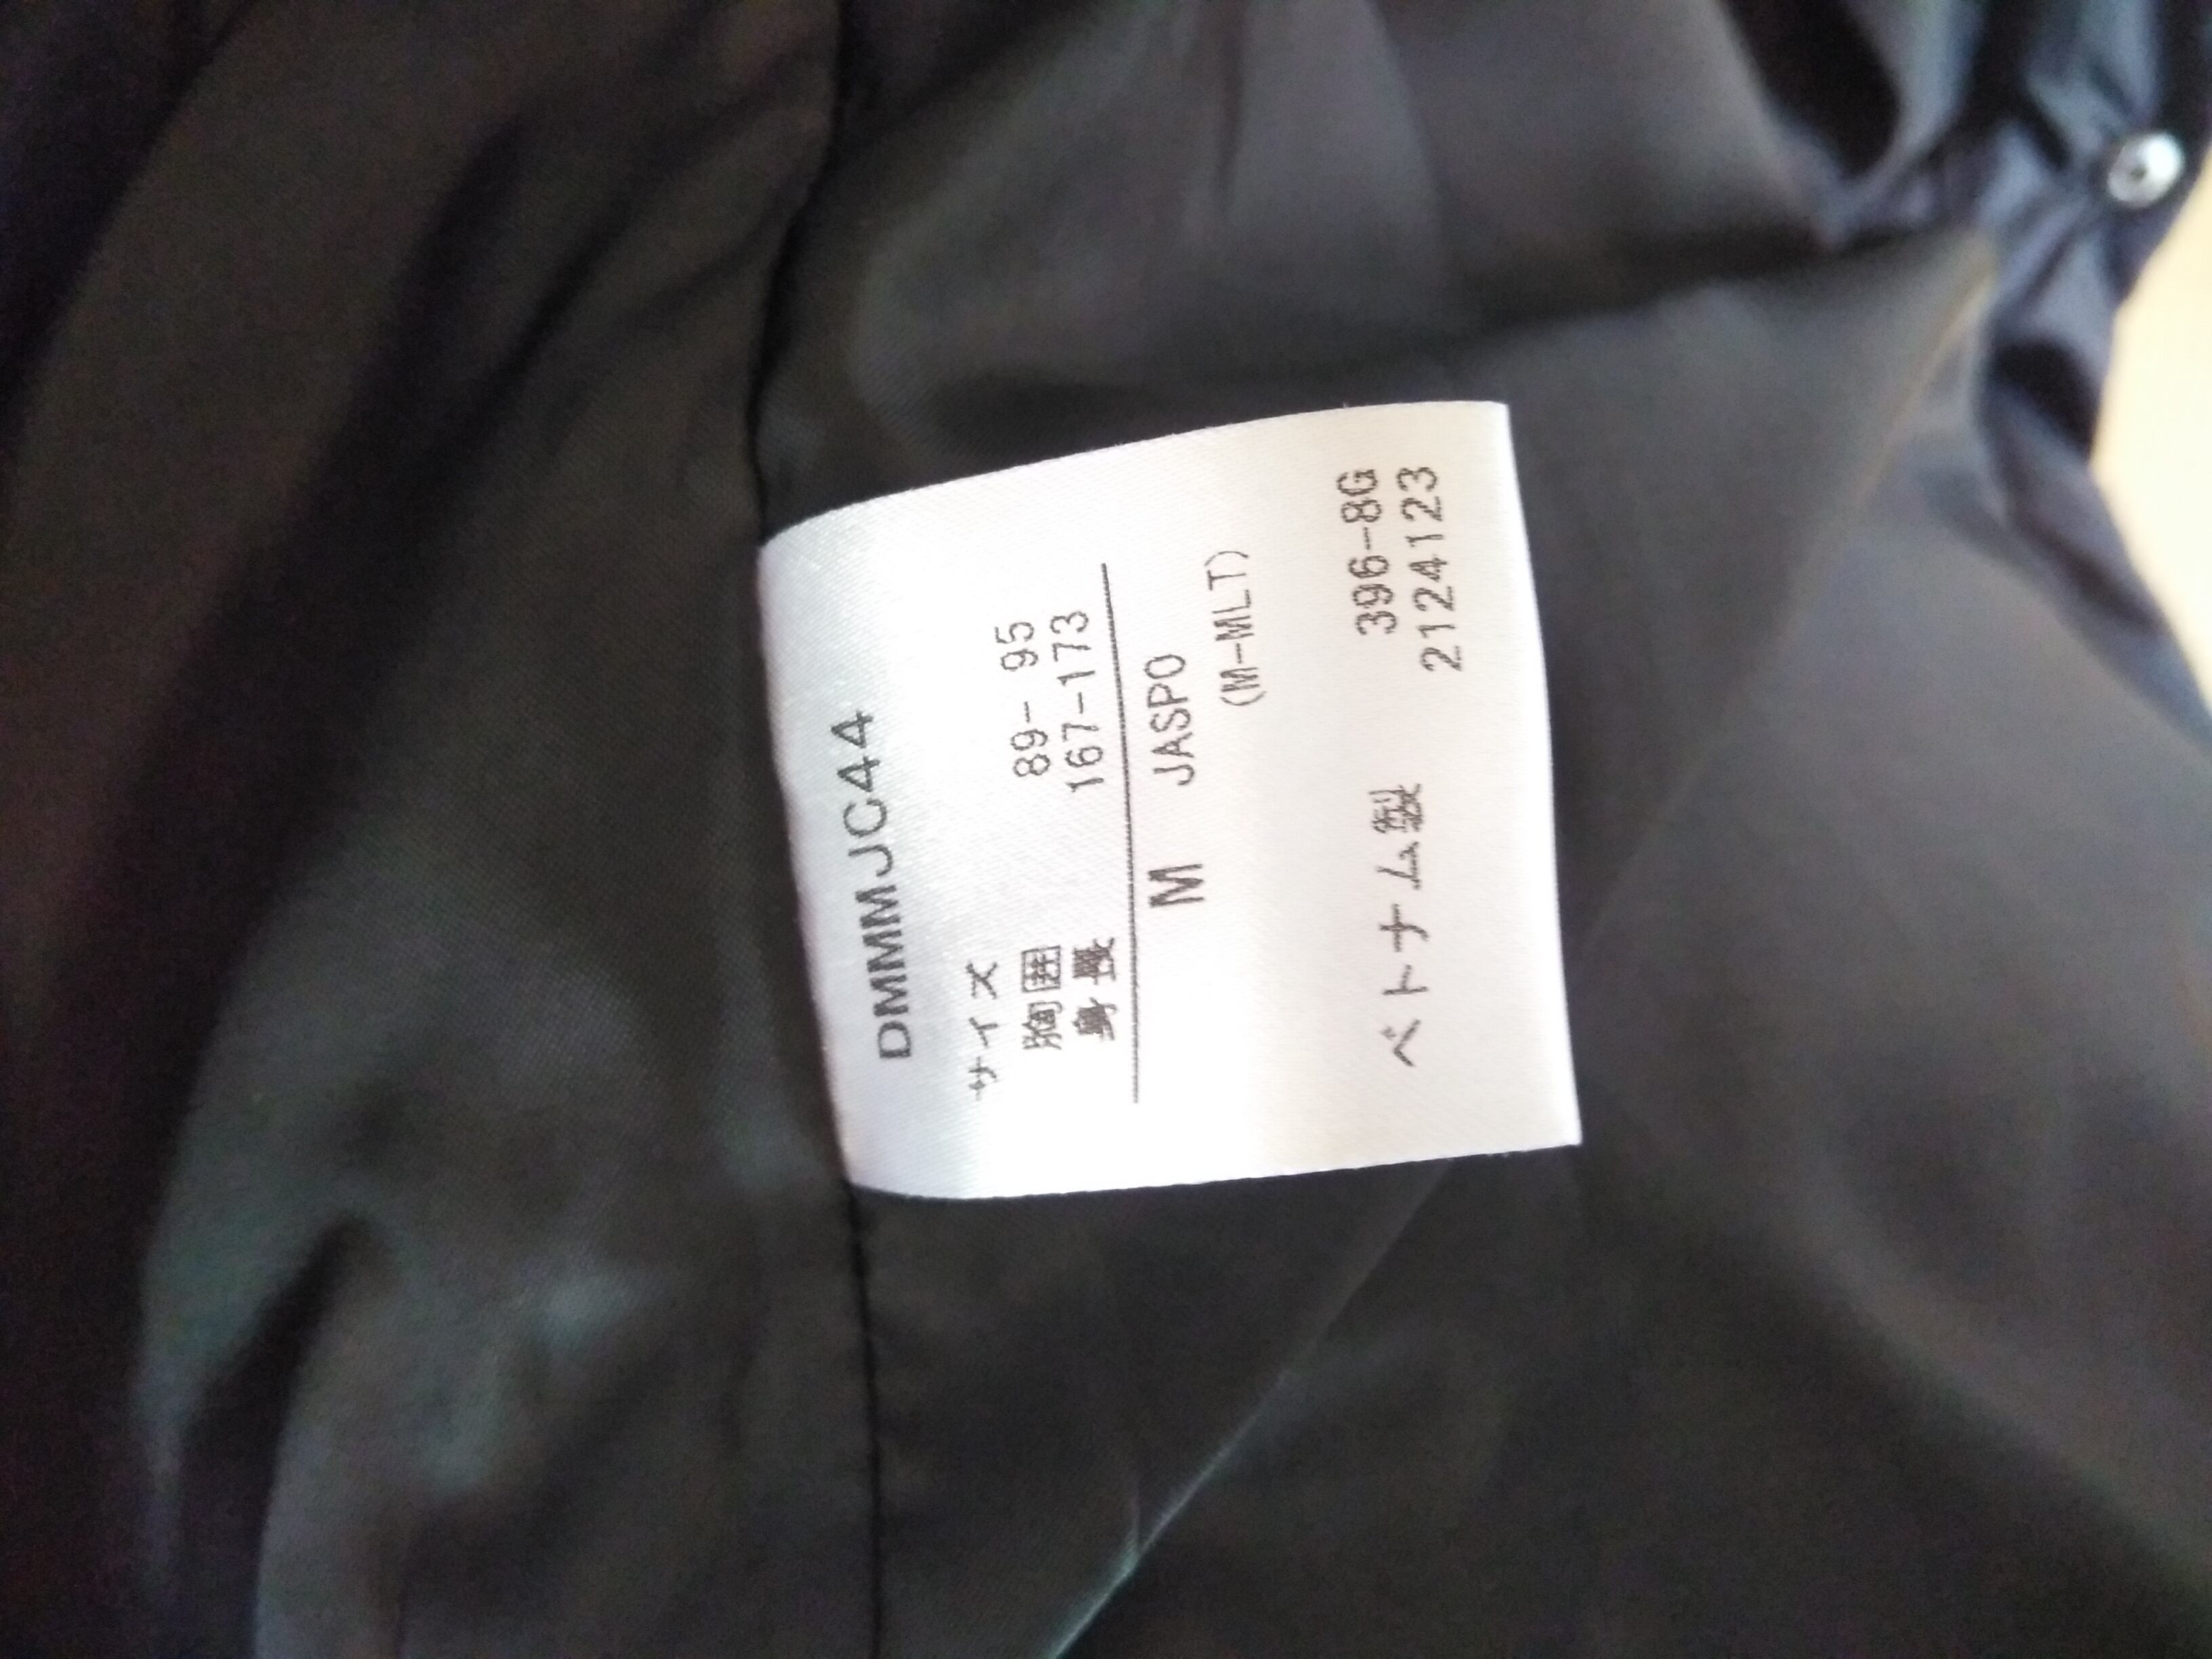 DMMMJC44
サイズ
胸囲 89- 95
身長 167-173
M JASPO
(M-MLT)
396-8G
ベトナム製 2124123